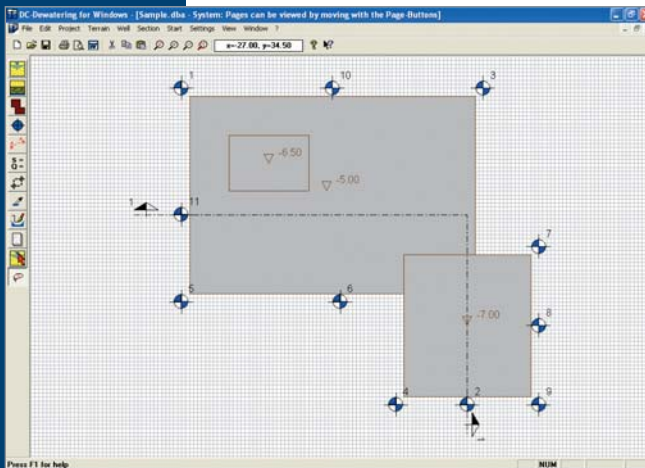 DC-Dewatering for Windows - [Sample.dba - System: Pages can be viewed by moving with the Page-Buttons]
File Edit Project Terrain Well Section Start Settings View Window ?
x=-27.00, y=34.50
1 10 3
-6.50
-5.00
1 11
7
5 6
-7.00 8
4 2 9
1
Press F1 for help NUM